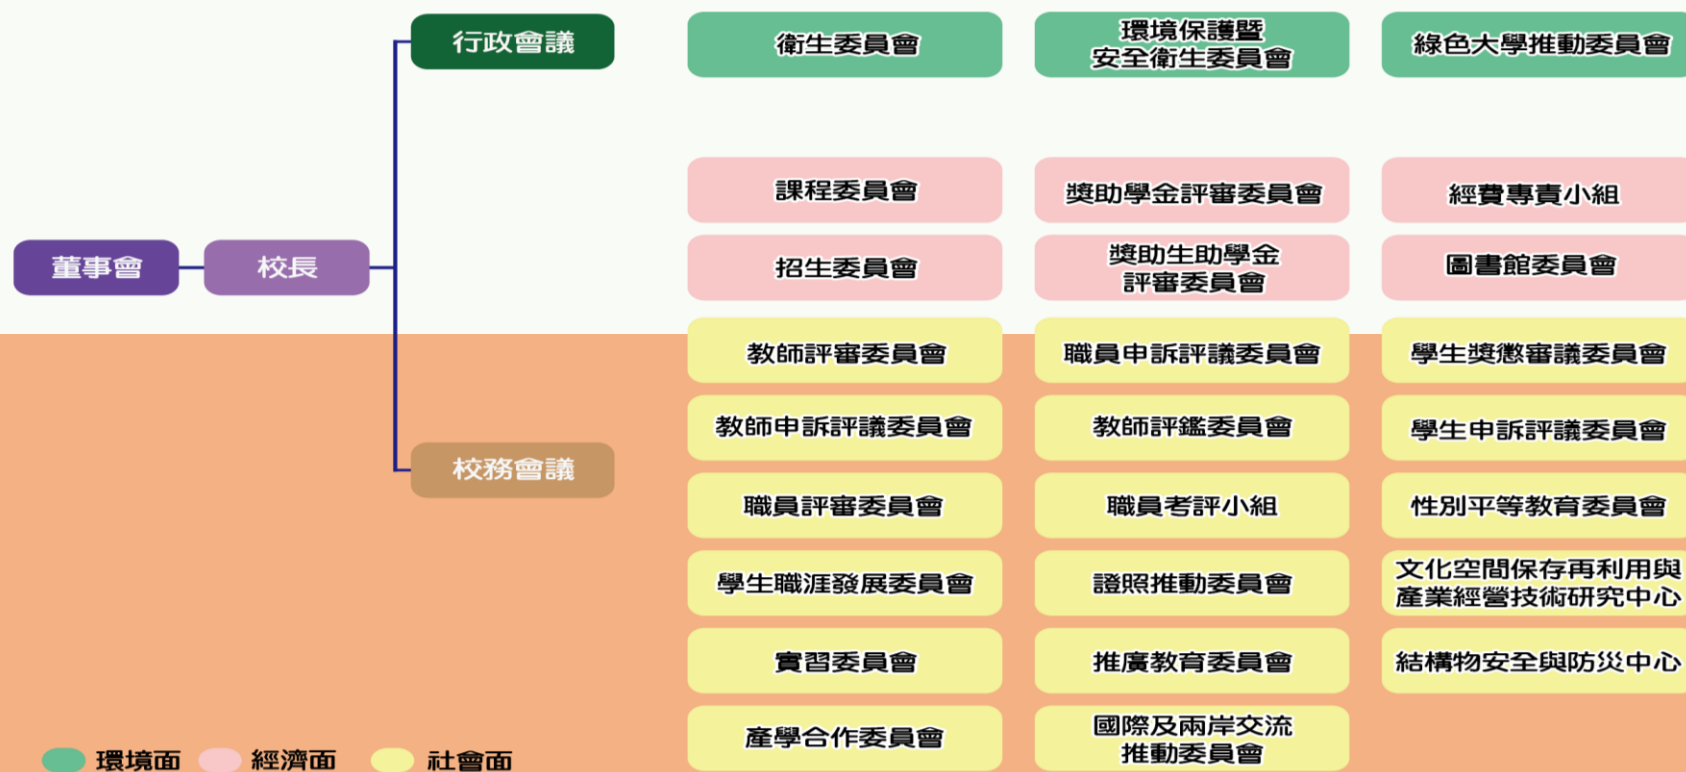 行政會議
衛生委員會
環境保護暨
安全衛生委員會
綠色大學推動委員會
課程委員會
獎助學金評審委員會
經費專責小組
董事會
校長
招生委員會
獎助生助學金
評審委員會
圖書館委員會
教師評審委員會
職員申訴評議委員會
學生獎懲審議委員會
教師申訴評議委員會
教師評鑑委員會
學生申訴評議委員會
校務會議
職員評審委員會
職員考評小組
性別平等教育委員會
學生職涯發展委員會
證照推動委員會
文化空間保存再利用與
產業經營技術研究中心
實習委員會
推廣教育委員會
結構物安全與防災中心
產學合作委員會
國際及兩岸交流
推動委員會
環境面
經濟面
社會面